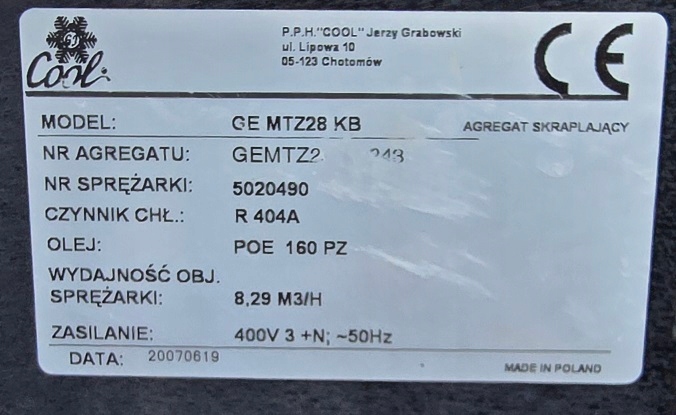 Cool
P.P.H."COOL" Jerzy Grabowski
ul. Lipowa 10
05-123 Chotomów
CE
MODEL: GE MTZ28 KB AGREGAT SKRAPLAJĄCY
NR AGREGATU:
NR SPRĘŻARKI: 5020490
CZYNNIK CHŁ.: R 404A
OLEJ: POE 160 PZ
WYDAJNOŚĆ OBJ.
SPRĘŻARKI: 8,29 M3/H
ZASILANIE: 400V 3 +N; ~50Hz
DATA: 20070619
MADE IN POLAND